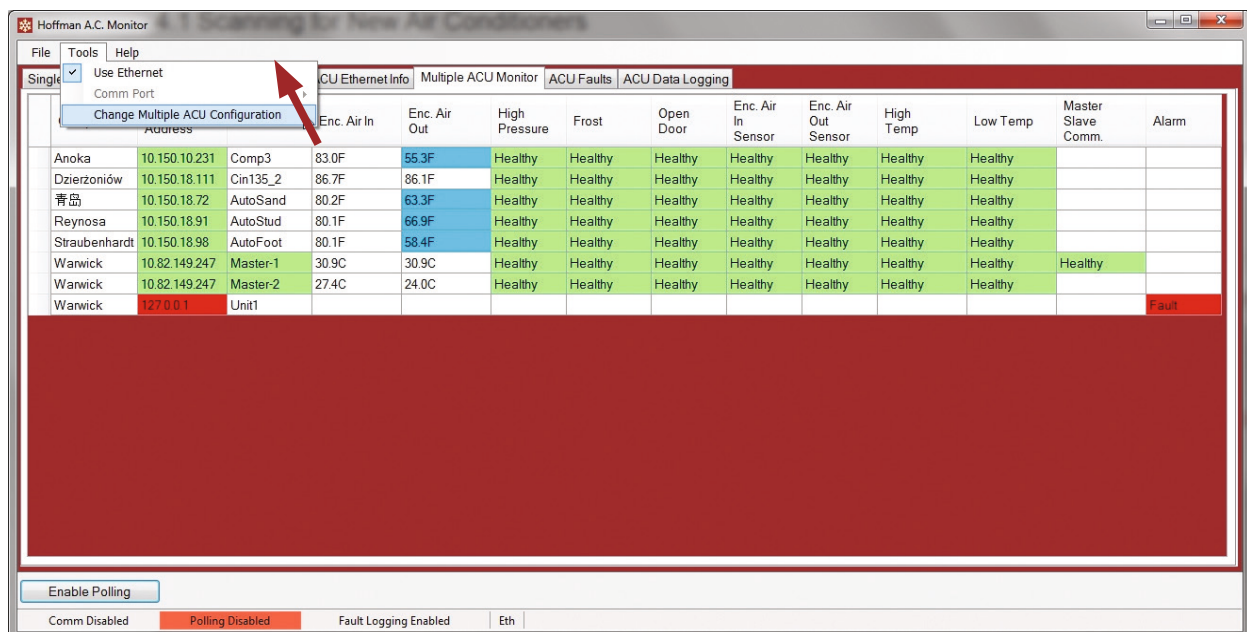 Hoffman A.C. Monitor
4.1 Scanning for New Air Conditioners
File Tools Help
Use Ethernet
Comm Port
Change Multiple ACU Configuration
ACU Ethernet Info Multiple ACU Monitor ACU Faults ACU Data Logging
Address Enc. Air In Enc. Air Out High Pressure Frost Open Door Enc. Air In Sensor Enc. Air Out Sensor High Temp Low Temp Master Slave Comm. Alarm
Anoka 10.150.10.231 Comp3 83.0F 55.3F Healthy Healthy Healthy Healthy Healthy Healthy Healthy
Dzierżoniów 10.150.18.111 Cin135_2 86.7F 86.1F Healthy Healthy Healthy Healthy Healthy Healthy Healthy
青岛 10.150.18.72 AutoSand 80.2F 63.3F Healthy Healthy Healthy Healthy Healthy Healthy Healthy
Reynosa 10.150.18.91 AutoStud 80.1F 66.9F Healthy Healthy Healthy Healthy Healthy Healthy Healthy
Straubenhardt 10.150.18.98 AutoFoot 80.1F 58.4F Healthy Healthy Healthy Healthy Healthy Healthy Healthy
Warwick 10.82.149.247 Master-1 30.9C 30.9C Healthy Healthy Healthy Healthy Healthy Healthy Healthy Healthy
Warwick 10.82.149.247 Master-2 27.4C 24.0C Healthy Healthy Healthy Healthy Healthy Healthy Healthy
Warwick 127.0.0.1 Unit1 Fault
Enable Polling
Comm Disabled Polling Disabled Fault Logging Enabled Eth